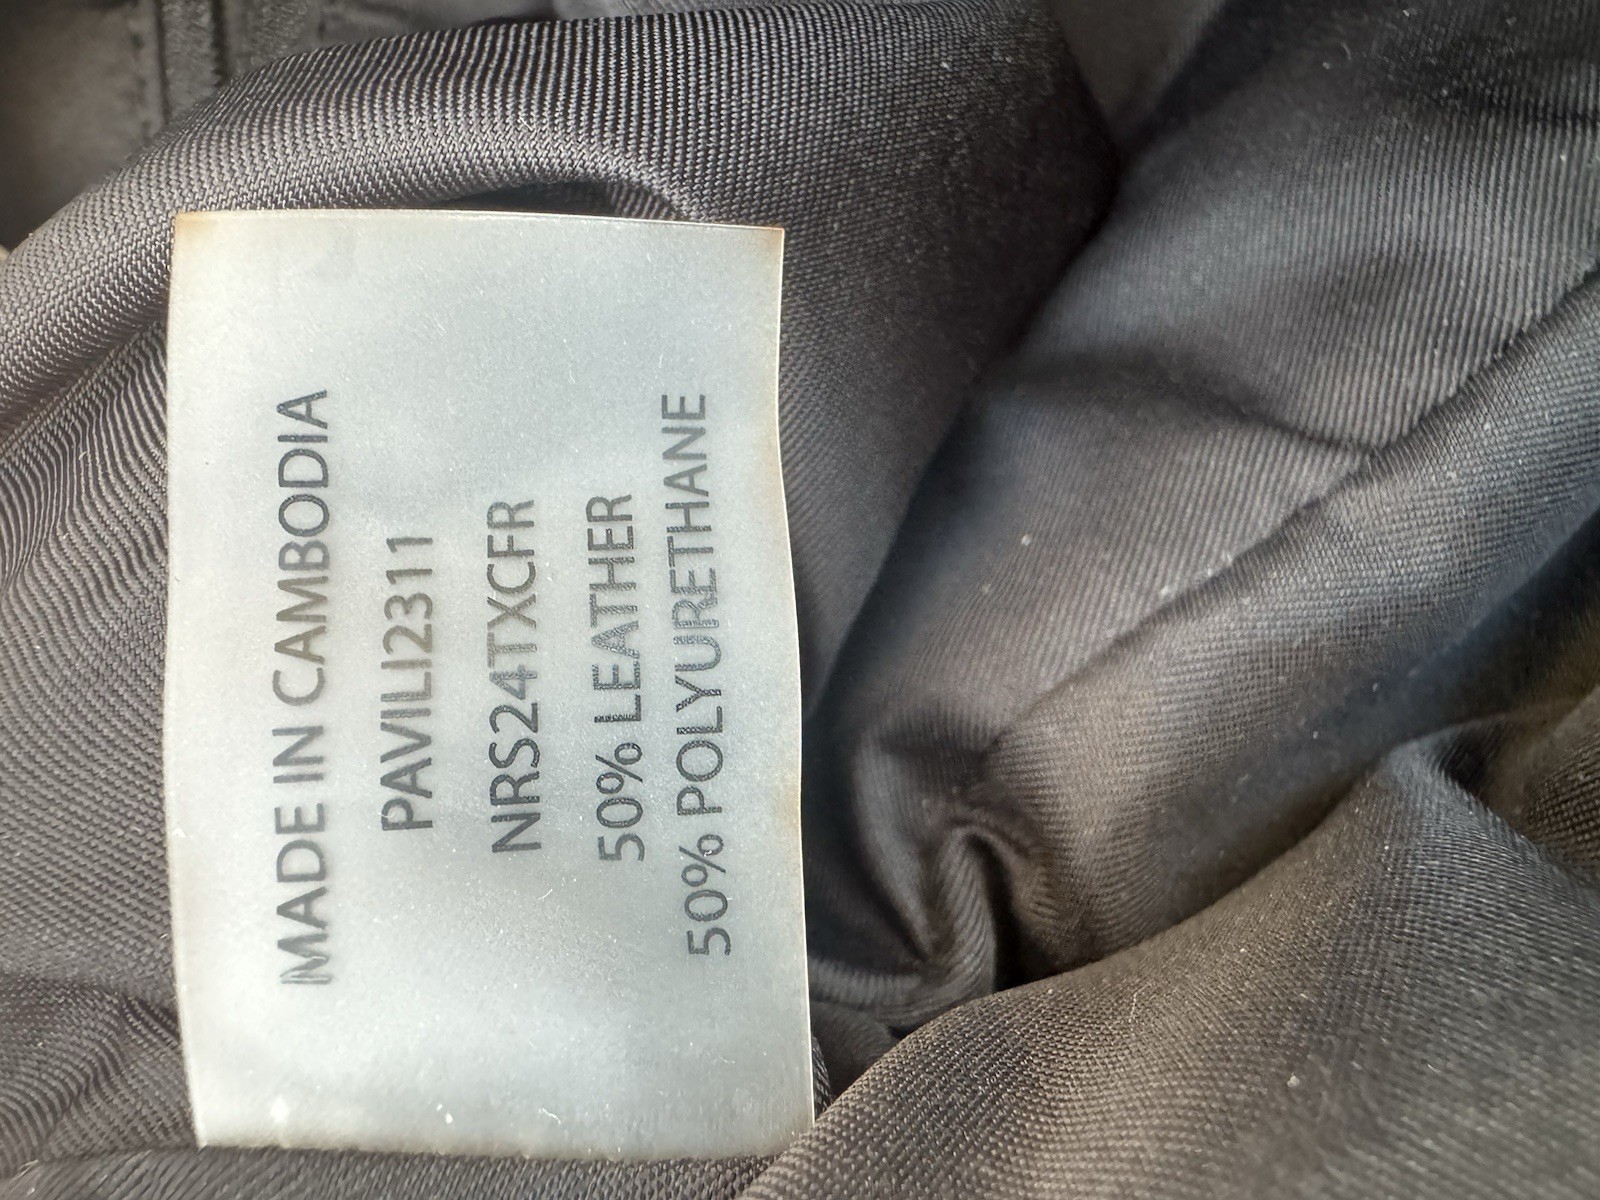 MADE IN CAMBODIA
PAVILI2311
NRS24TXCFR
50% LEATHER
50% POLYURETHANE